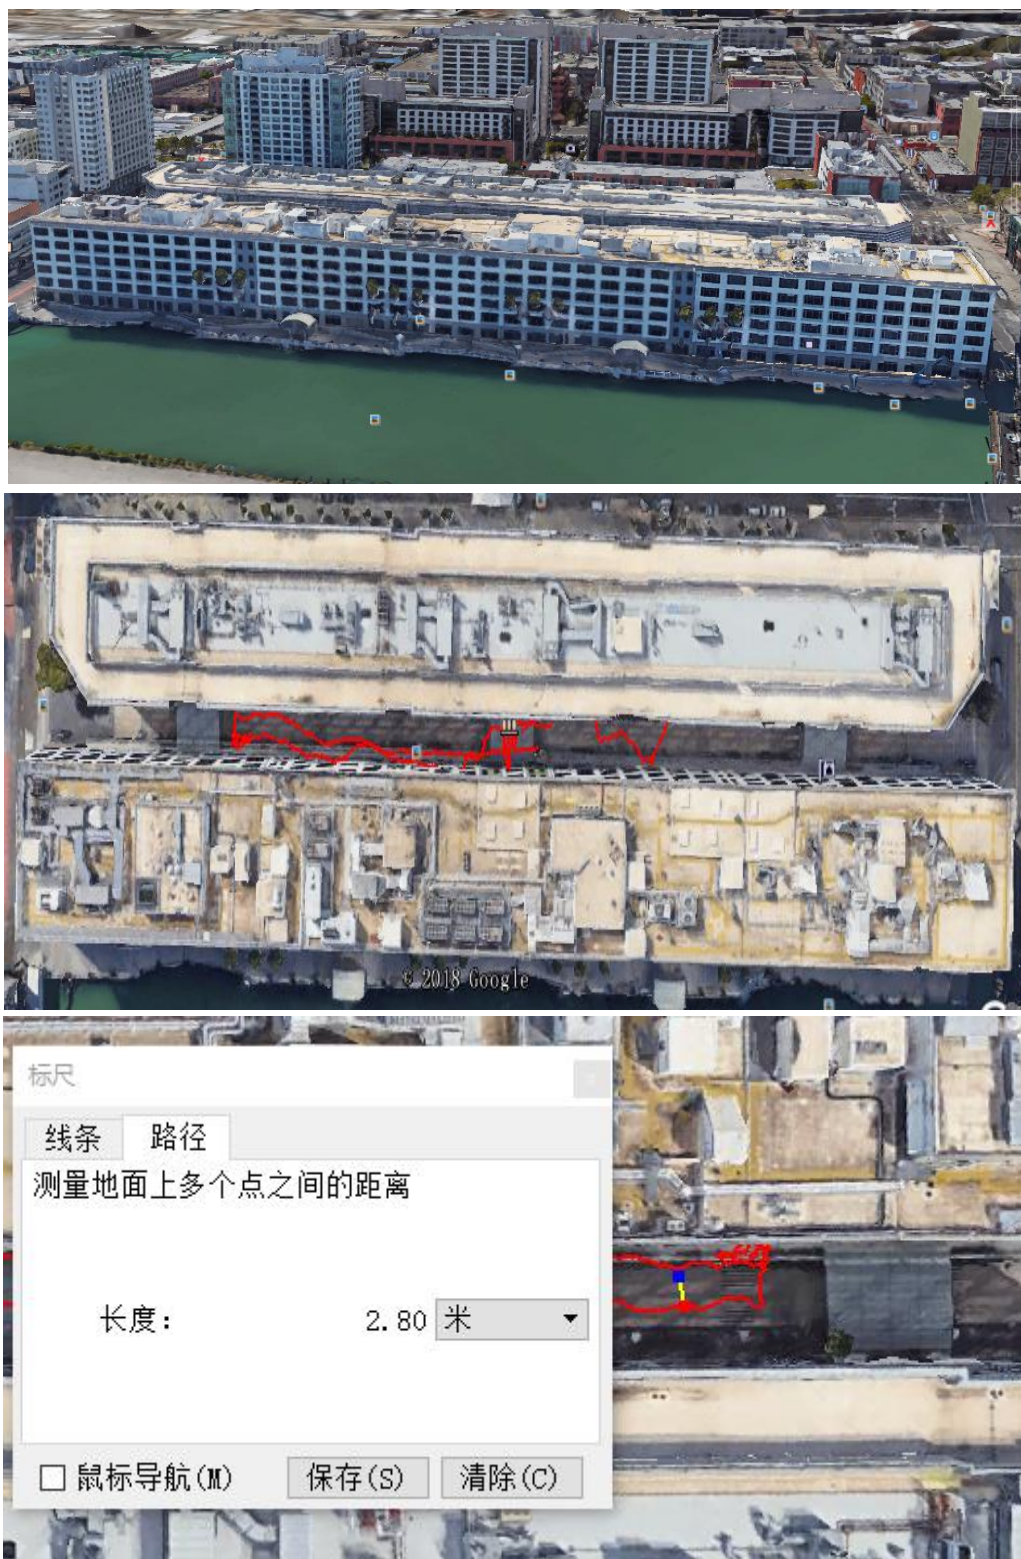 © 2018 Google
标尺
线条 路径
测量地面上多个点之间的距离
长度： 2.80 米
鼠标导航(M) 保存(S) 清除(C)